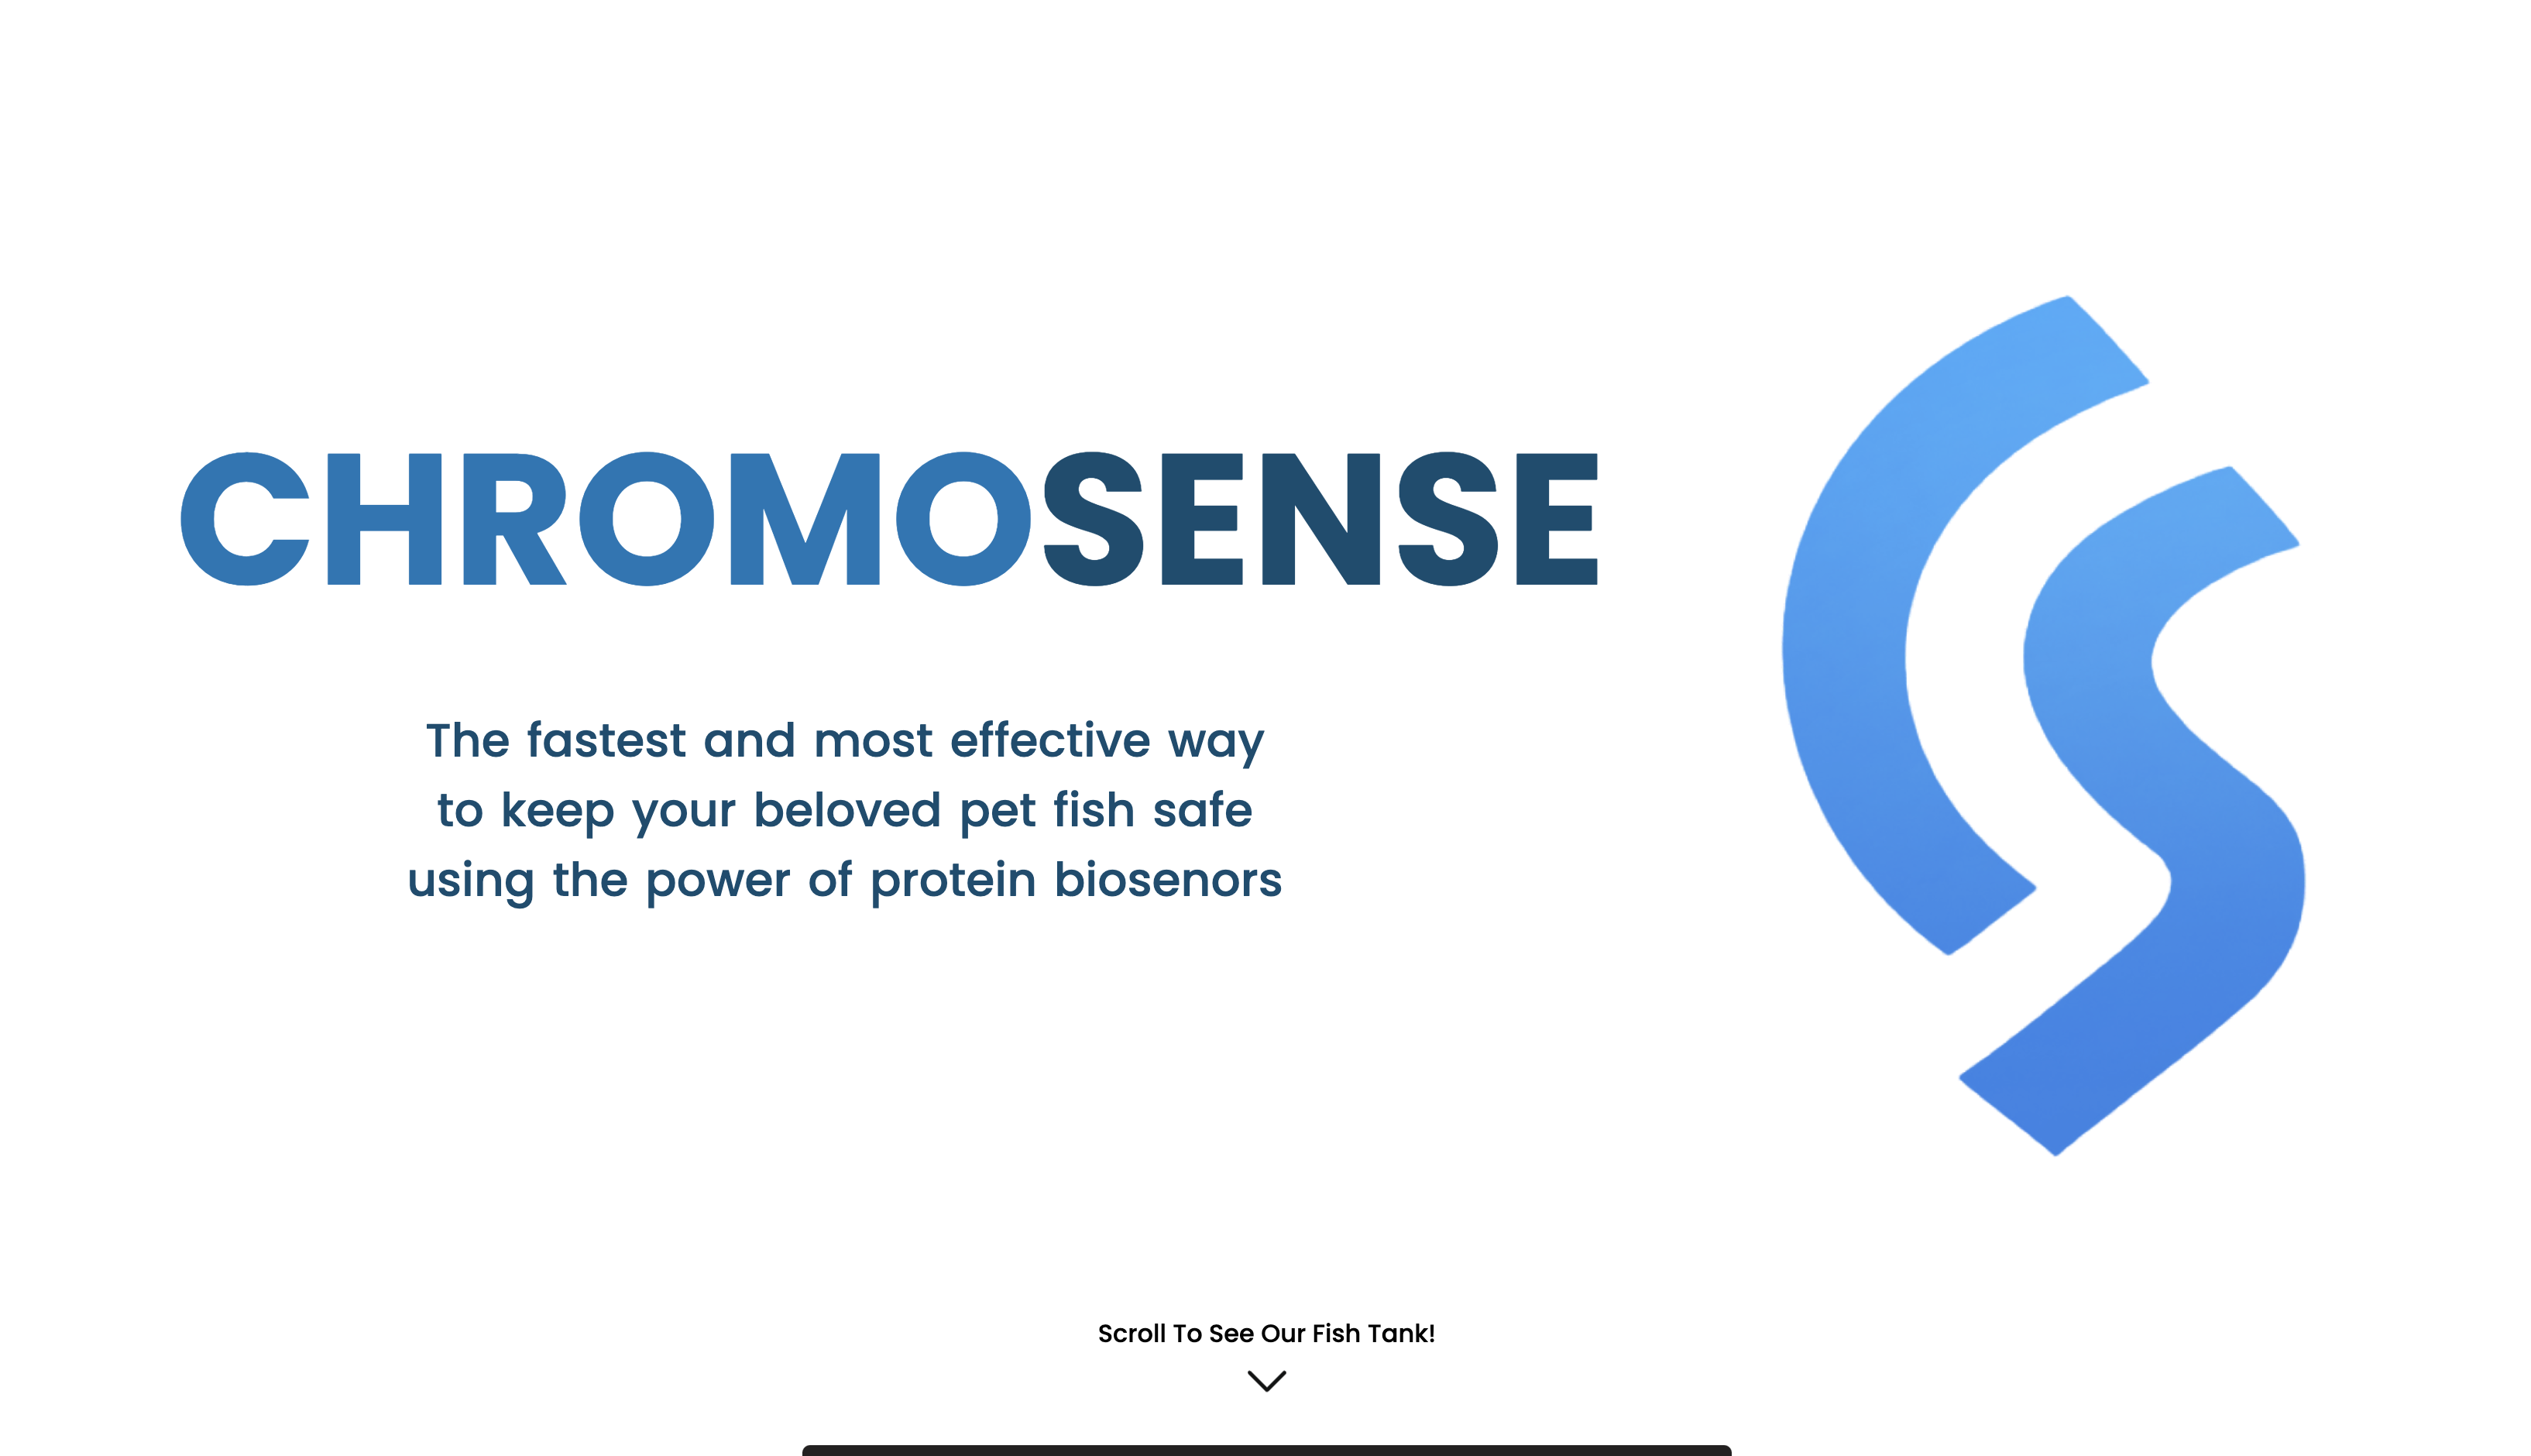 CHROMOSENSE
The fastest and most effective way
to keep your beloved pet fish safe
using the power of protein biosenors
Scroll To See Our Fish Tank!